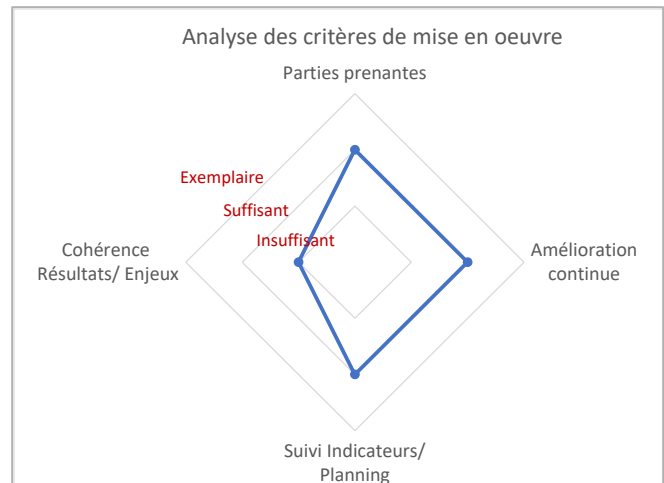 Analyse des critères de mise en oeuvre
Parties prenantes
Exemplaire
Suffisant
Insuffisant
Cohérence
Résultats/ Enjeux
Amélioration
continue
Suivi Indicateurs/
Planning